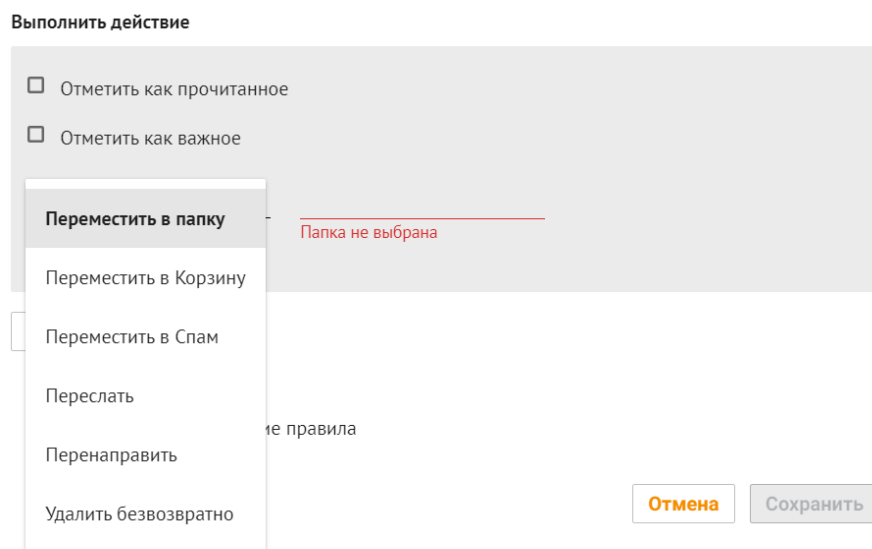 Выполнить действие
Отметить как прочитанное
Отметить как важное
Переместить в папку
Папка не выбрана
Переместить в Корзину
Переместить в Спам
Переслать
правила
Перенаправить
Отмена
Сохранить
Удалить безвозвратно